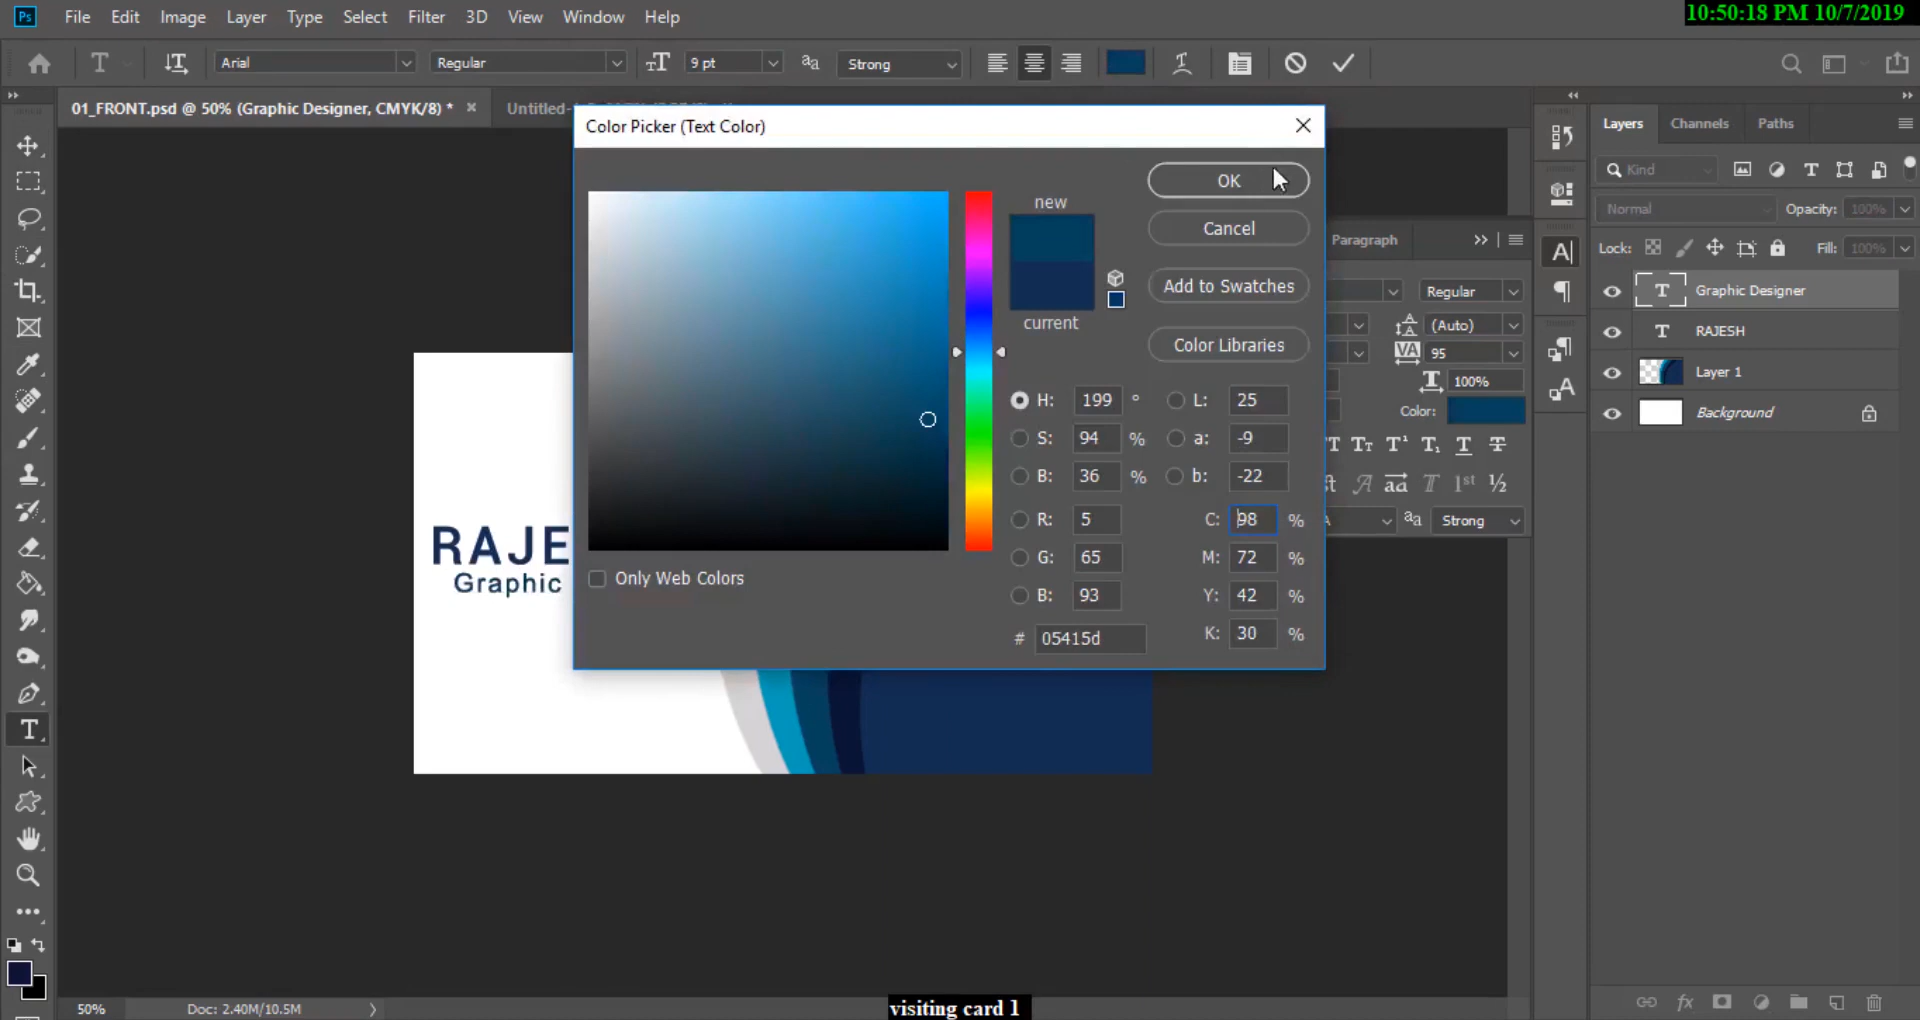 Ps File Edit Image Layer Type Select Filter 3D View Window Help
10:50:18 PM 10/7/2019
T Arial Regular 9 pt Strong
01_FRONT.psd @ 50% (Graphic Designer, CMYK/8) *
Untitled-
Color Picker (Text Color)
OK
Cancel
Add to Swatches
Color Libraries
new
current
H: 199 °
S: 94 %
B: 36 %
R: 5
G: 65
B: 93
# 05415d
L: 25
a: -9
b: -22
C: 98 %
M: 72 %
Y: 42 %
K: 30 %
Only Web Colors
RAJE
Graphic
Paragraph
Regular
(Auto)
VA 95
100%
Color:
Strong
Layers Channels Paths
Kind
Normal Opacity: 100%
Lock: Fill: 100%
T Graphic Designer
T RAJESH
Layer 1
Background
50% Doc: 2.40M/10.5M
visiting card 1